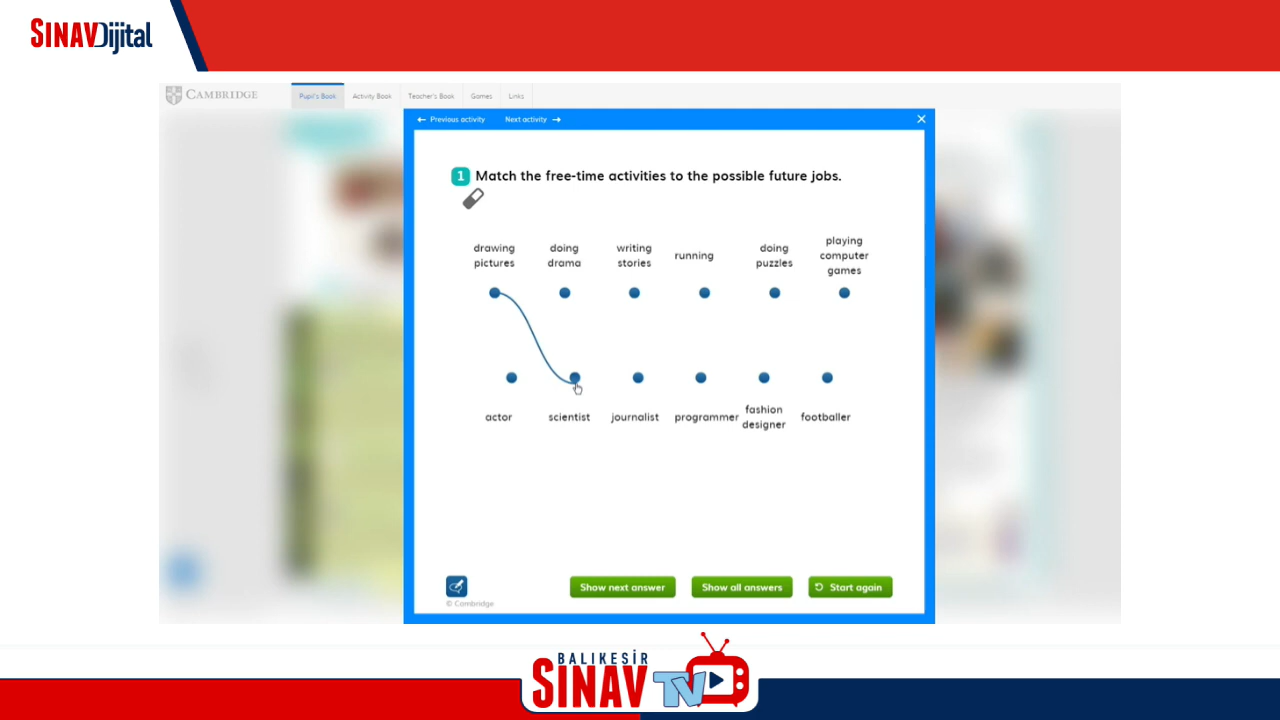 SINAVDijital
CAMBRIDGE Pupil's Book Activity Book Teacher's Book Games Links
Previous activity Next activity
1 Match the free-time activities to the possible future jobs.
drawing pictures
doing drama
writing stories
running
doing puzzles
playing computer games
actor
scientist
journalist
programmer
fashion designer
footballer
Show next answer Show all answers Start again
© Cambridge
BALIKESİR
SINAV TV